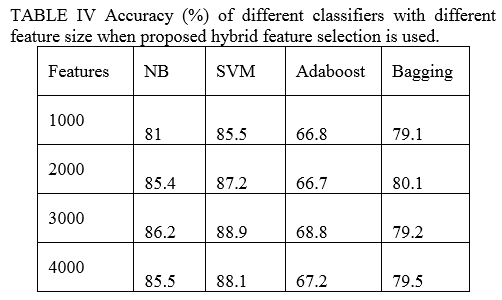 TABLE IV Accuracy (%) of different classifiers with different
feature size when proposed hybrid feature selection is used.
Features NB SVM Adaboost Bagging
1000 81 85.5 66.8 79.1
2000 85.4 87.2 66.7 80.1
3000 86.2 88.9 68.8 79.2
4000 85.5 88.1 67.2 79.5